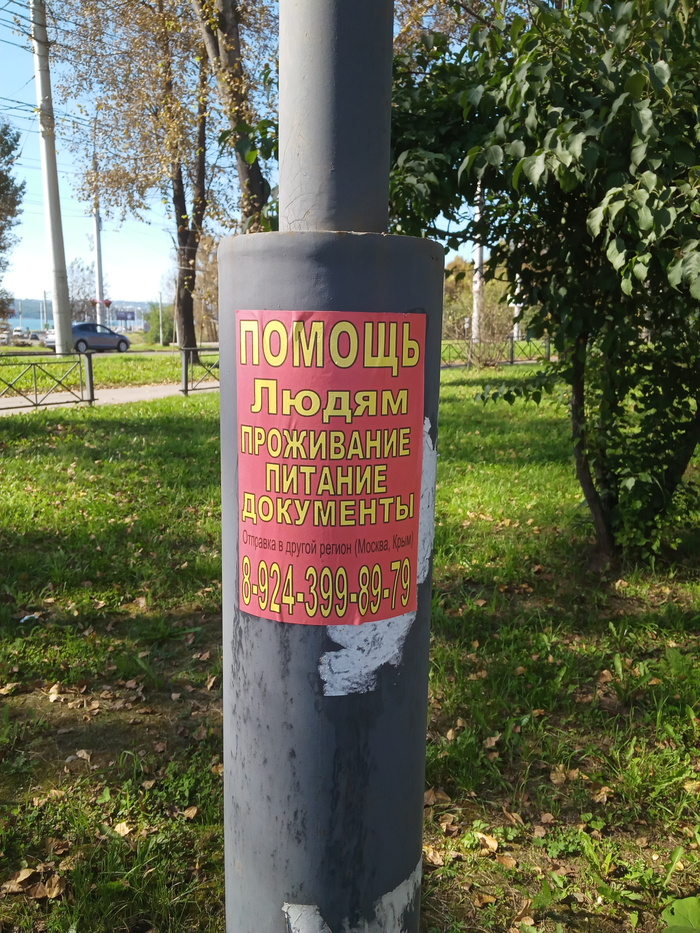 ПОМОЩЬ
Людям
ПРОЖИВАНИЕ
ПИТАНИЕ
ДОКУМЕНТЫ
Отправка в другой регион (Москва, Крым)
8-924-399-89-79